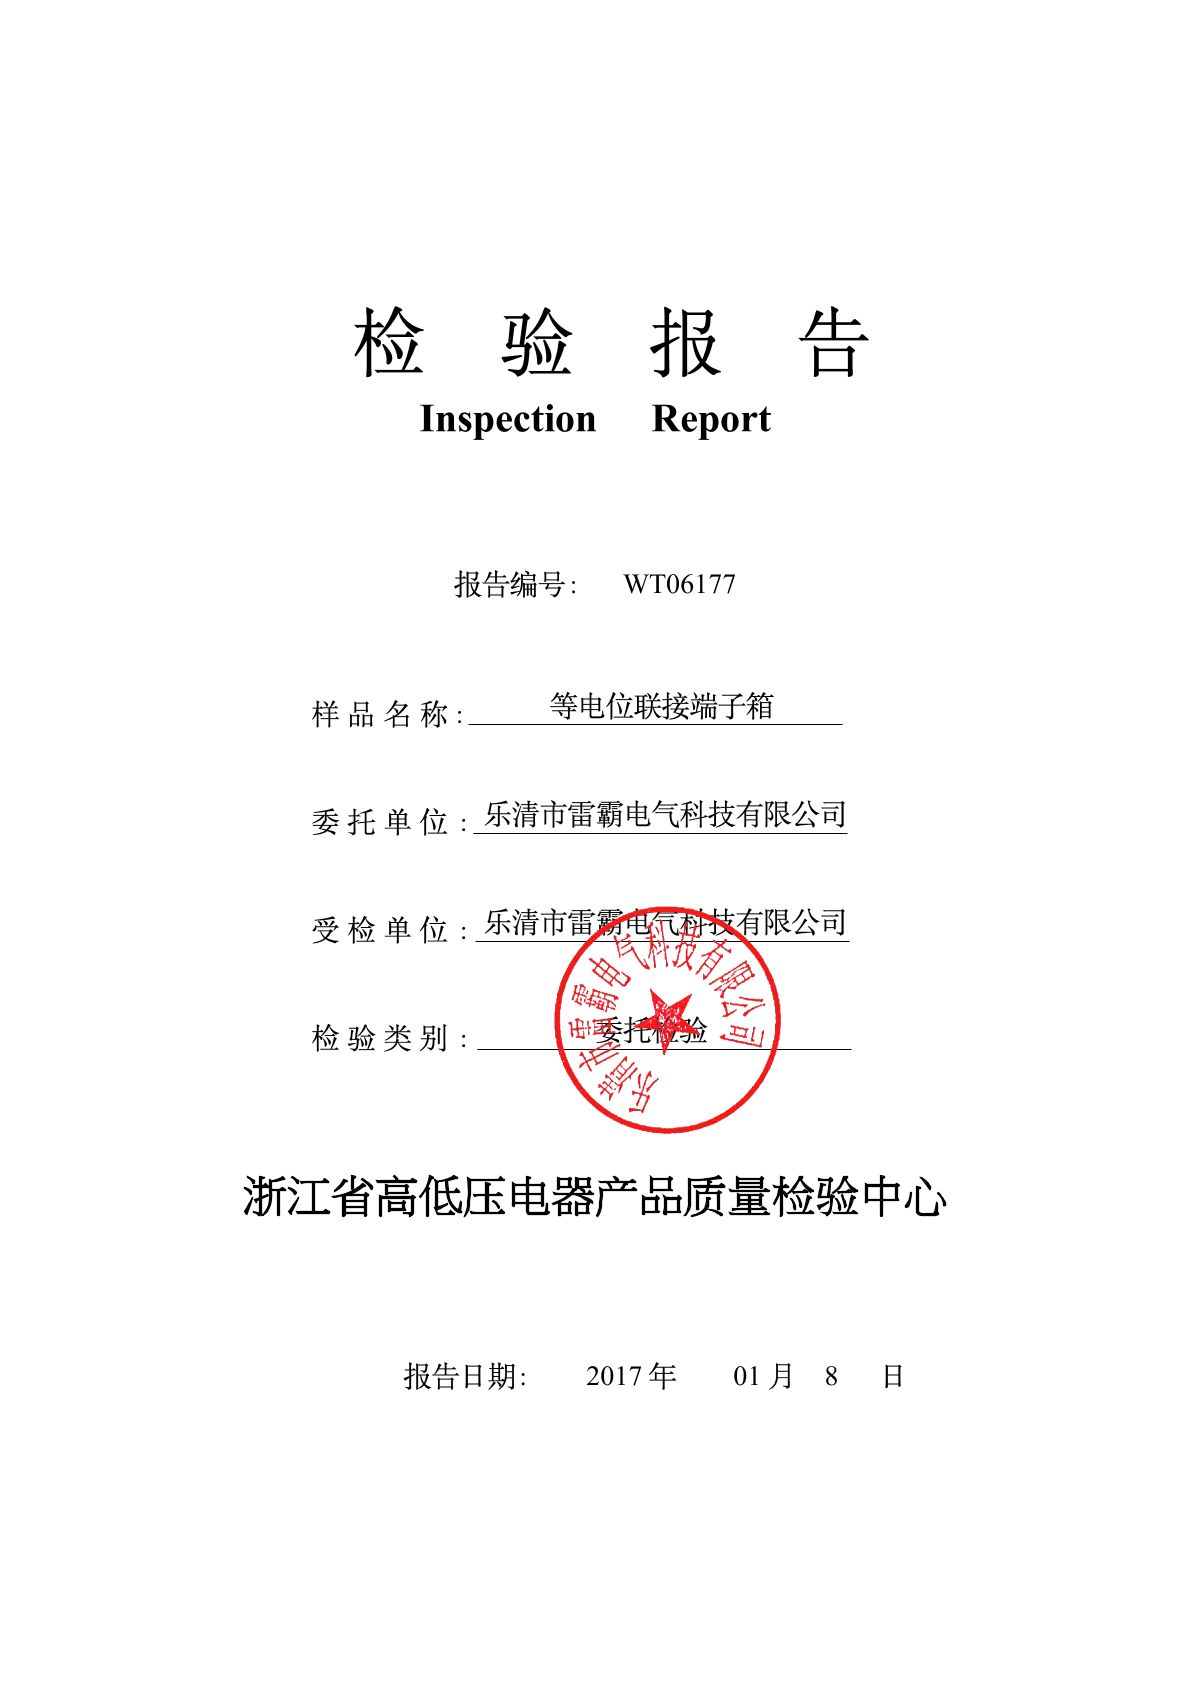 检验报告
Inspection Report
报告编号： WT06177
样品名称：等电位联接端子箱
委托单位：乐清市雷霸电气科技有限公司
受检单位：乐清市雷霸电气科技有限公司
检验类别：委托检验
乐清市雷霸电气科技有限公司
浙江省高低压电器产品质量检验中心
报告日期： 2017 年 01 月 8 日